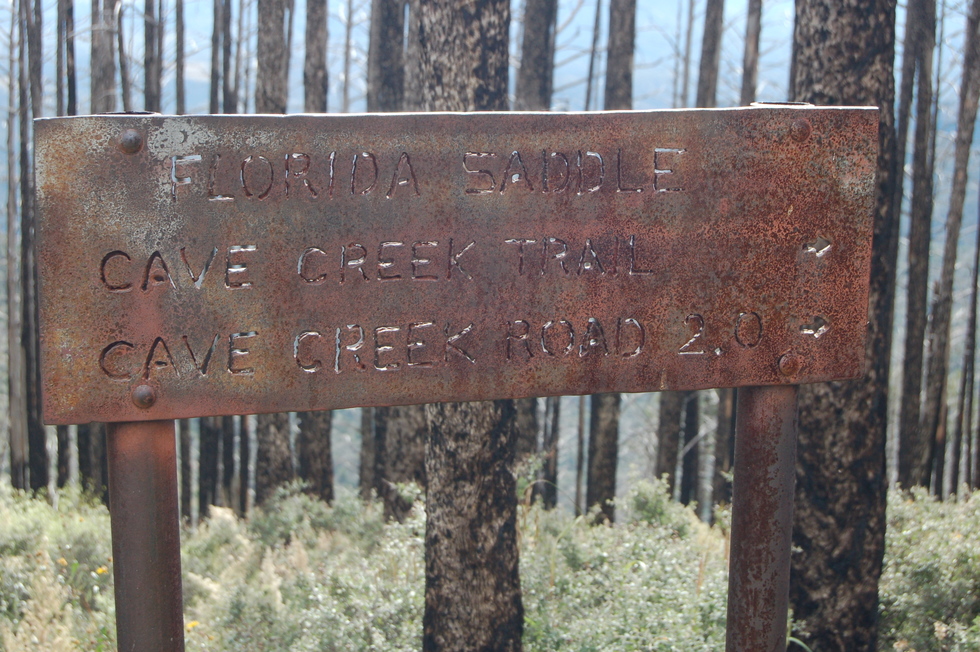 FLORIDA SADDLE
CAVE CREEK TRAIL →
CAVE CREEK ROAD 2.0 →